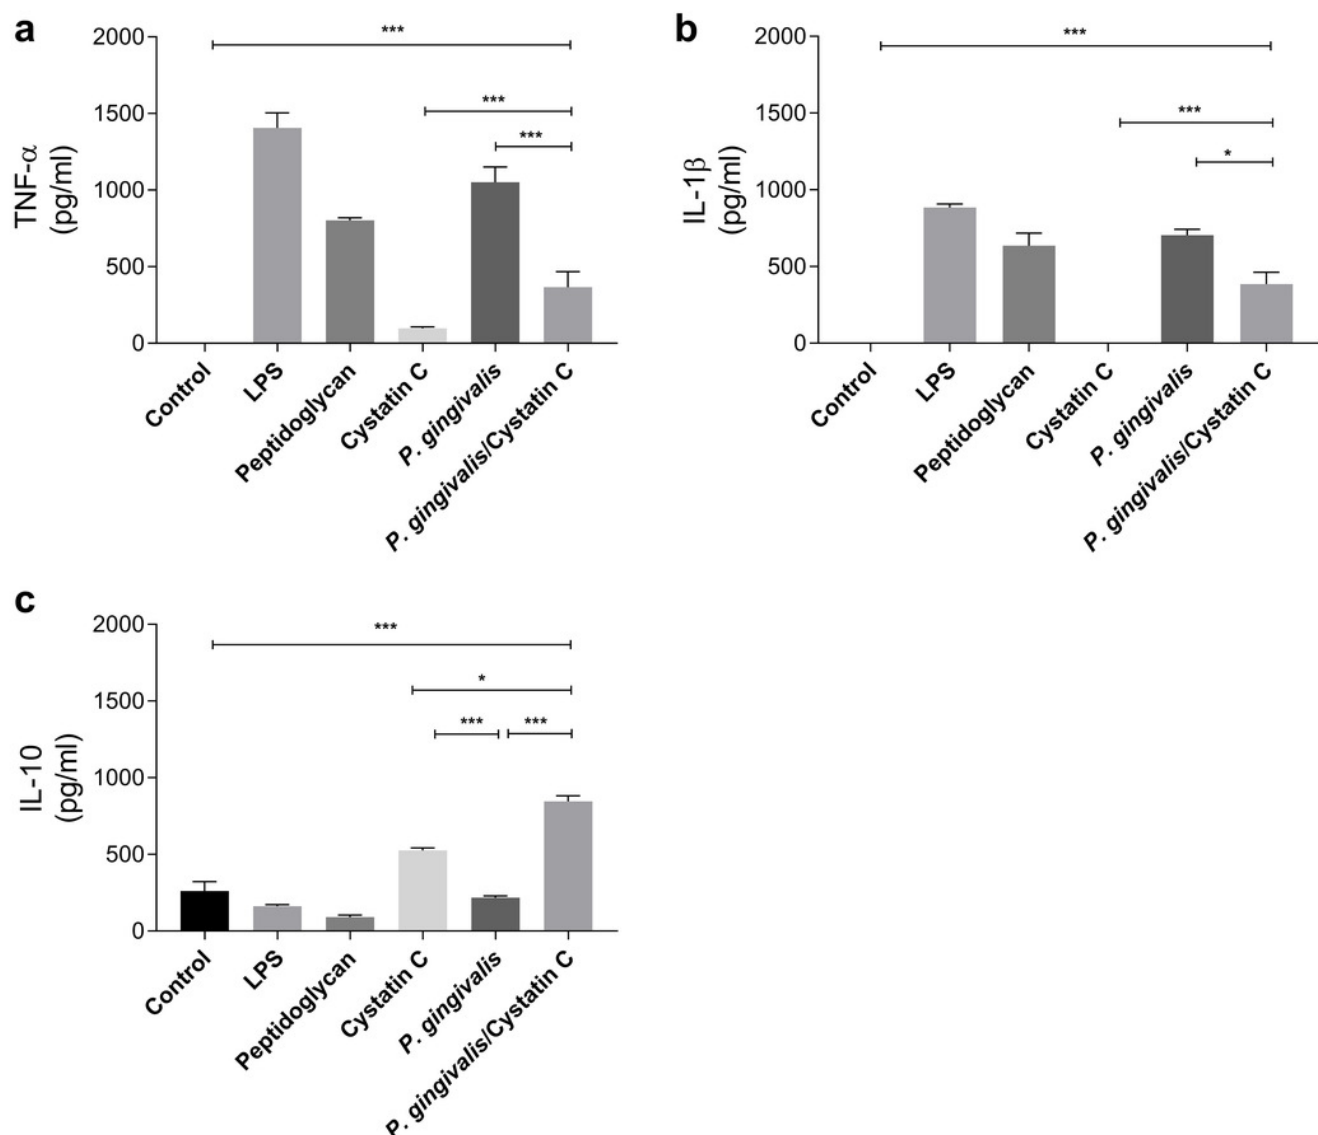 a
TNF-α
(pg/ml)
2000
1500
1000
500
0
***
***
***
Control
LPS
Peptidoglycan
Cystatin C
P. gingivalis
P. gingivalis/Cystatin C
b
IL-1β
(pg/ml)
2000
1500
1000
500
0
***
***
*
Control
LPS
Peptidoglycan
Cystatin C
P. gingivalis
P. gingivalis/Cystatin C
c
IL-10
(pg/ml)
2000
1500
1000
500
0
***
*
***
***
Control
LPS
Peptidoglycan
Cystatin C
P. gingivalis
P. gingivalis/Cystatin C